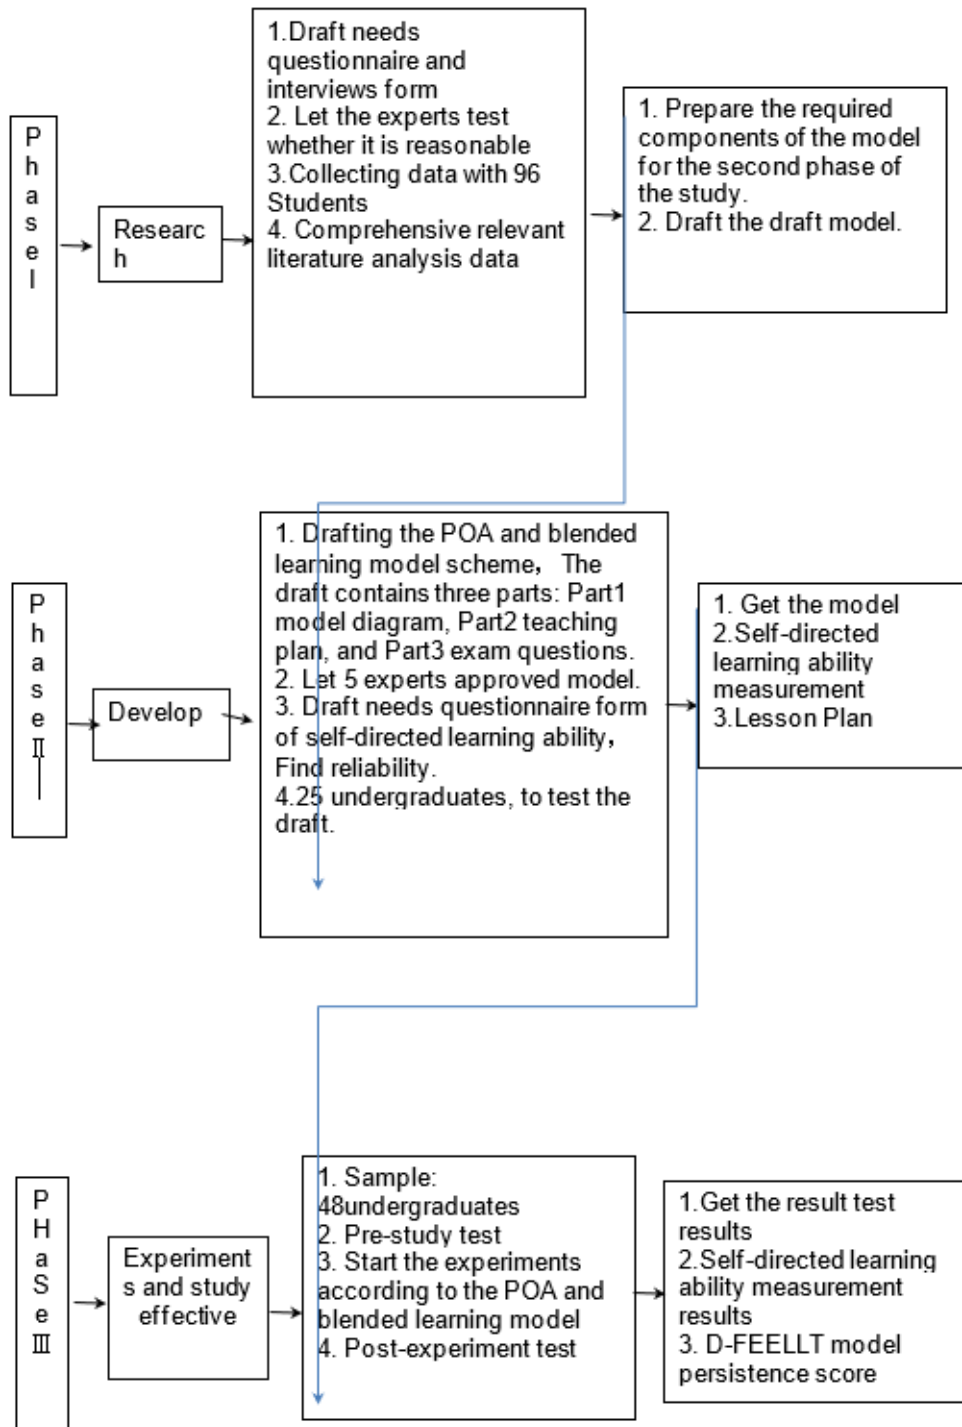 P
h
a
s
e
I
Researc
h
1.Draft needs
questionnaire and
interviews form
2. Let the experts test
whether it is reasonable
3.Collecting data with 96
Students
4. Comprehensive relevant
literature analysis data
1. Prepare the required
components of the model
for the second phase of
the study.
2. Draft the draft model.
P
h
a
s
e
Ⅱ
Develop
1. Drafting the POA and blended
learning model scheme， The
draft contains three parts: Part1
model diagram, Part2 teaching
plan, and Part3 exam questions.
2. Let 5 experts approved model.
3. Draft needs questionnaire form
of self-directed learning ability，
Find reliability.
4.25 undergraduates, to test the
draft.
1. Get the model
2.Self-directed
learning ability
measurement
3.Lesson Plan
P
H
a
S
e
Ⅲ
Experiment
s and study
effective
1. Sample:
48undergraduates
2. Pre-study test
3. Start the experiments
according to the POA and
blended learning model
4. Post-experiment test
1.Get the result test
results
2.Self-directed learning
ability measurement
results
3. D-FEELLT model
persistence score